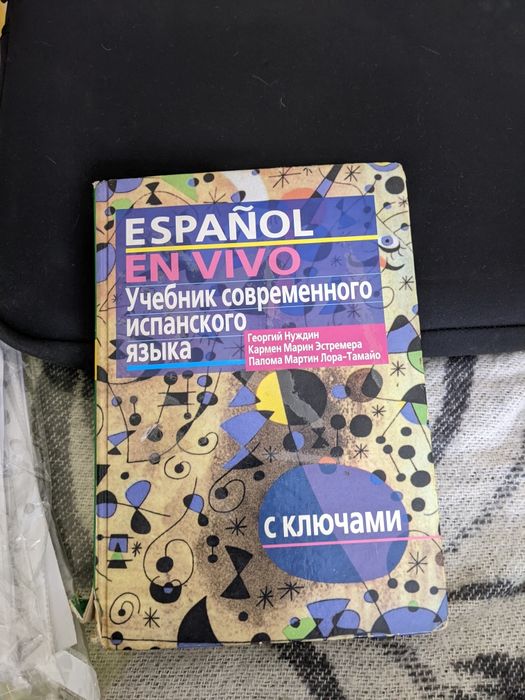 ESPAÑOL
EN VIVO
Учебник современного
испанского
языка
Георгий Нуждин
Кармен Марин Эстремера
Палома Мартин Лора-Тамайо
с ключами